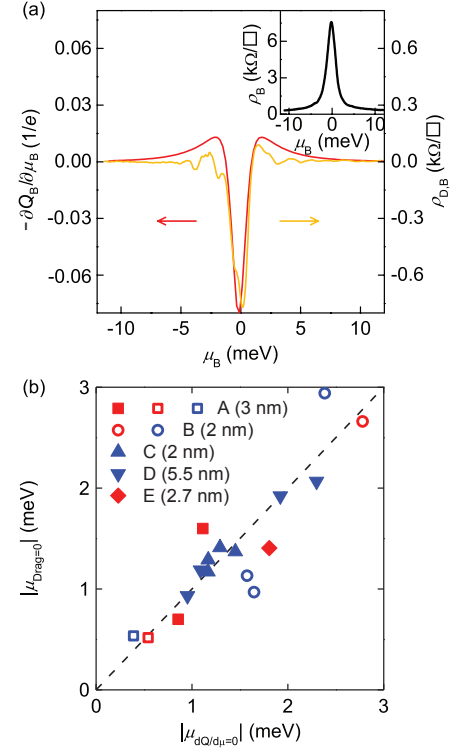 (a)
0.06
0.03
0.00
-0.03
-0.06
− ∂Q_B/∂μ_B (1/e)
0.6
0.3
0.0
-0.3
-0.6
ρ_D,B (kΩ/□)
6
3
0
ρ_B (kΩ/□)
-10 0 10
μ_B (meV)
-10 -5 0 5 10
μ_B (meV)
(b)
A (3 nm)
B (2 nm)
C (2 nm)
D (5.5 nm)
E (2.7 nm)
3
2
1
0
|μ_Drag=0| (meV)
0 1 2 3
|μ_dQ/dμ=0| (meV)